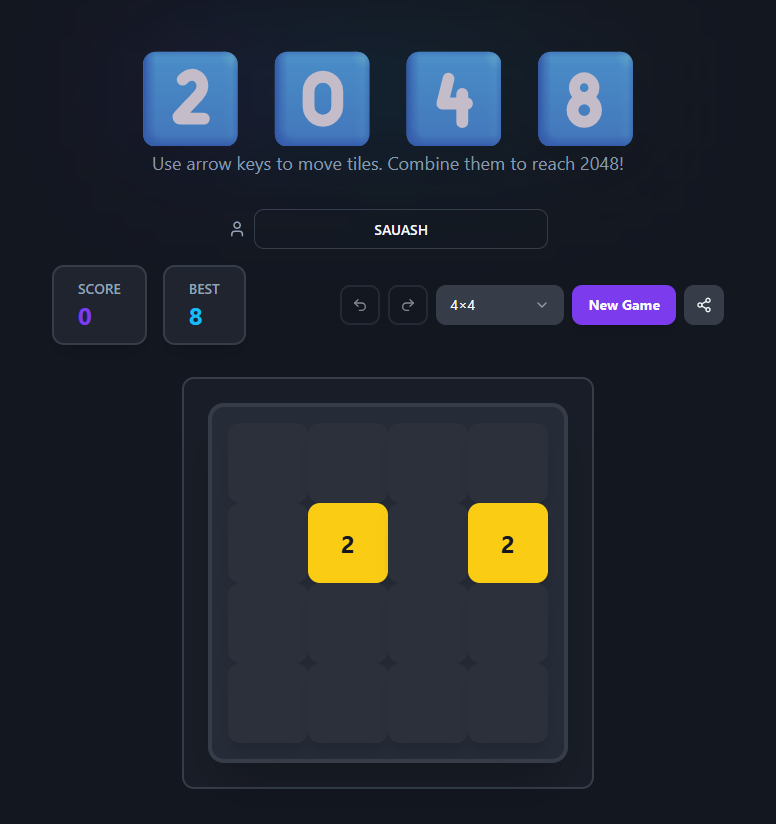 2 0 4 8
Use arrow keys to move tiles. Combine them to reach 2048!
SAUASH
SCORE
0
BEST
8
4×4
New Game
2 2